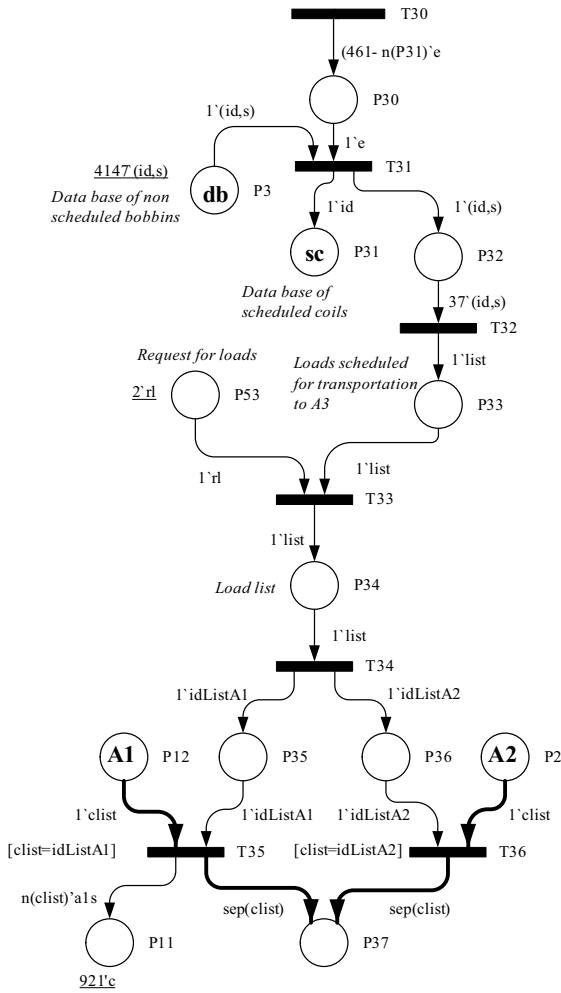 T30
(461- n(P31)`e
P30
1`(id,s)
1`e
T31
4147`(id,s)
db
P3
Data base of non
scheduled bobbins
1`id
1`(id,s)
sc
P31
P32
Data base of
scheduled coils
37`(id,s)
T32
1`list
Request for loads
2`rl
P53
Loads scheduled
for transportation
to A3
P33
1`rl
1`list
T33
1`list
Load list
P34
1`list
T34
1`idListA1
1`idListA2
A1
P12
P35
P36
A2
P2
1`clist
1`idListA1
1`idListA2
1`clist
[clist=idListA1]
T35
[clist=idListA2]
T36
n(clist)'a1s
sep(clist)
sep(clist)
P11
P37
921'c